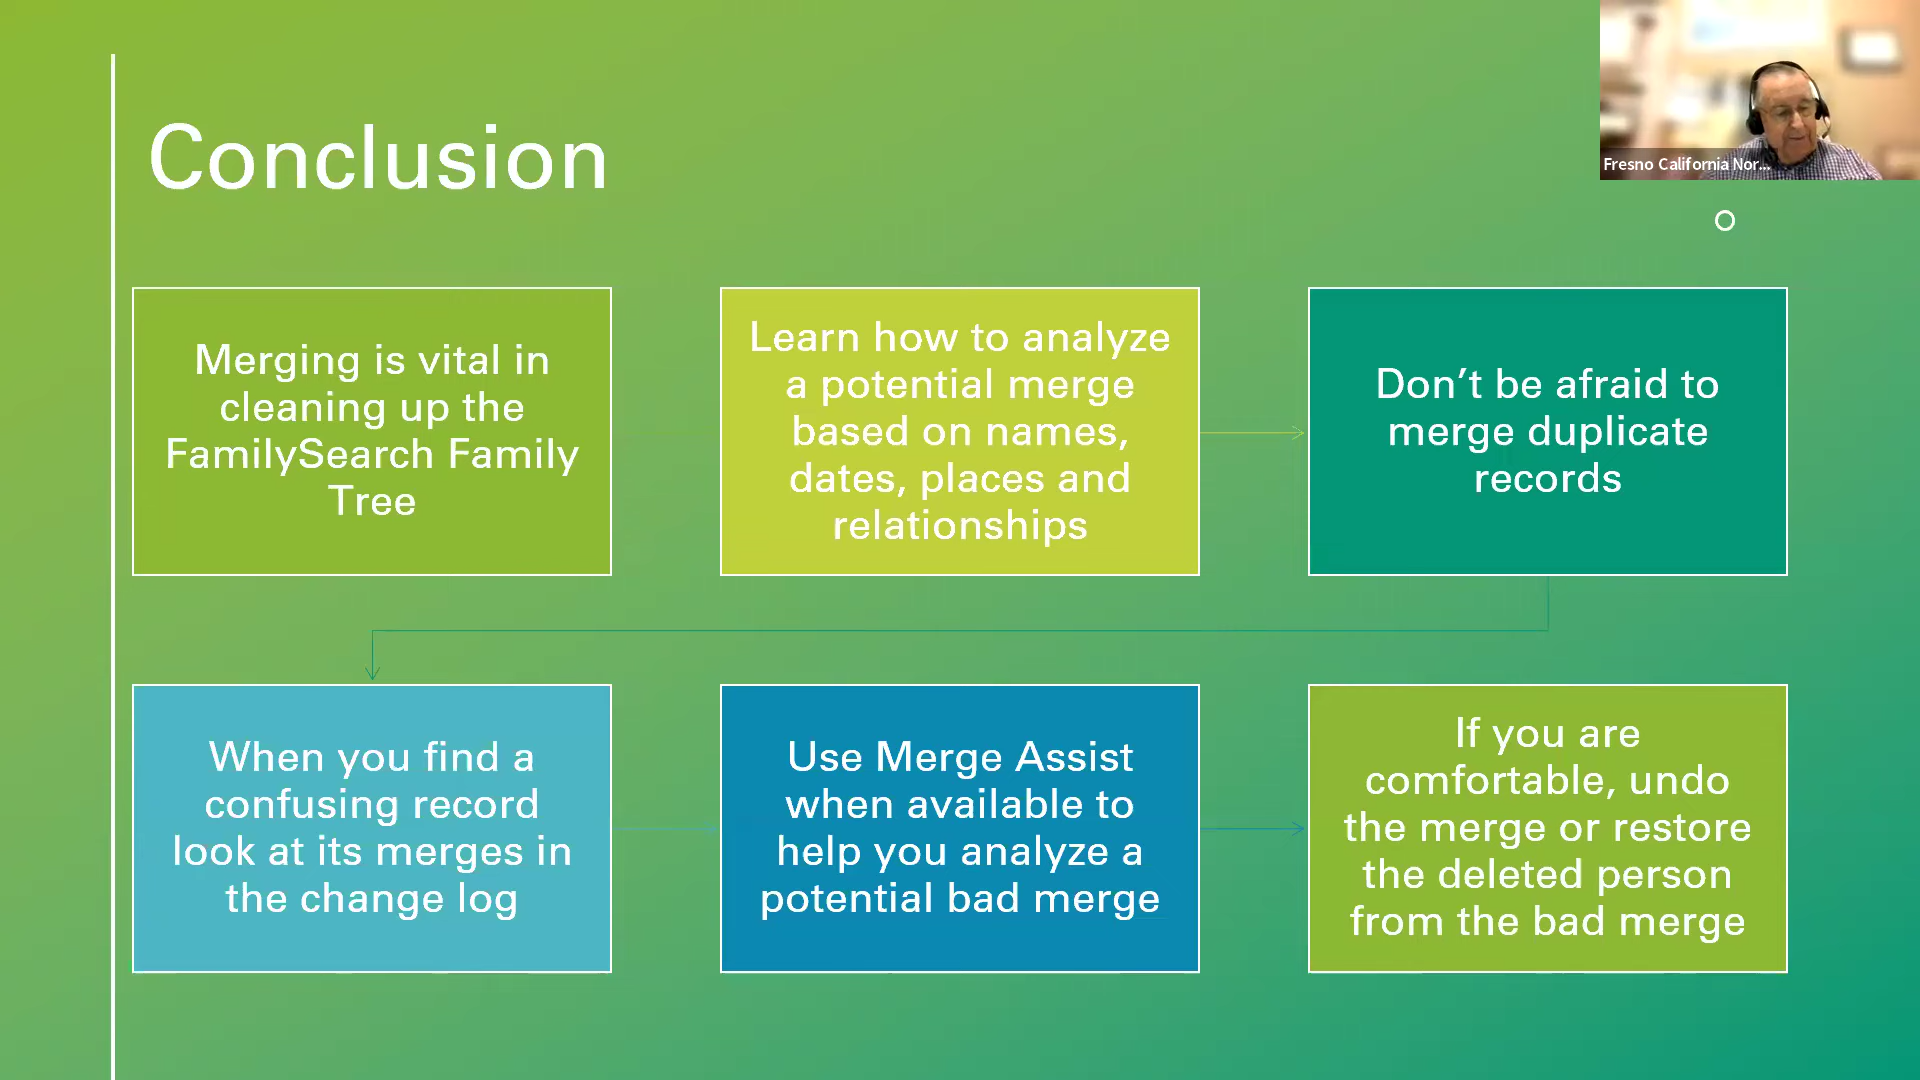 Conclusion
Fresno California Nor...
Merging is vital in
cleaning up the
FamilySearch Family
Tree
Learn how to analyze
a potential merge
based on names,
dates, places and
relationships
Don’t be afraid to
merge duplicate
records
When you find a
confusing record
look at its merges in
the change log
Use Merge Assist
when available to
help you analyze a
potential bad merge
If you are
comfortable, undo
the merge or restore
the deleted person
from the bad merge